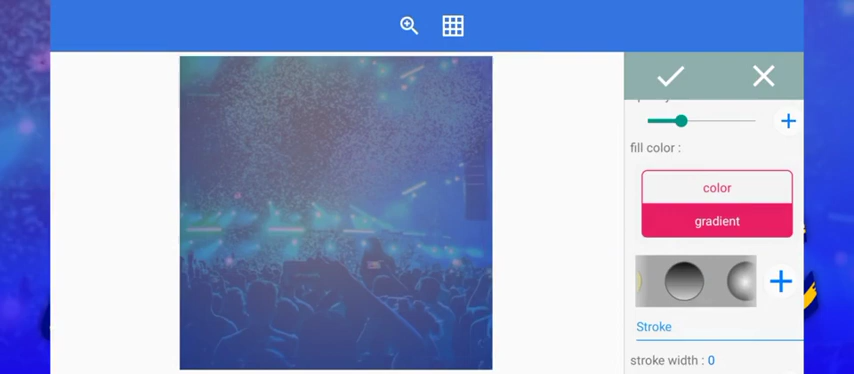 fill color :
color
gradient
Stroke
stroke width : 0